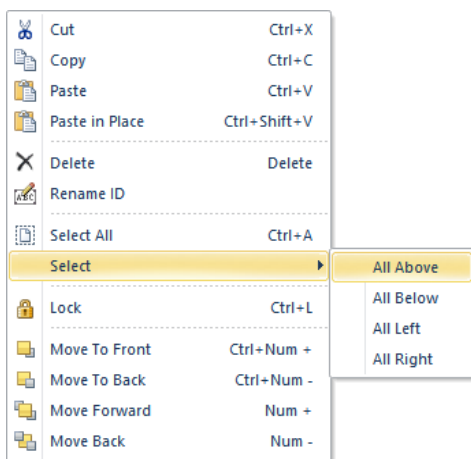 Cut Ctrl+X
Copy Ctrl+C
Paste Ctrl+V
Paste in Place Ctrl+Shift+V
Delete Delete
ABC Rename ID
Select All Ctrl+A
Select All Above
All Below
Lock Ctrl+L All Left
Move To Front Ctrl+Num + All Right
Move To Back Ctrl+Num -
Move Forward Num +
Move Back Num -